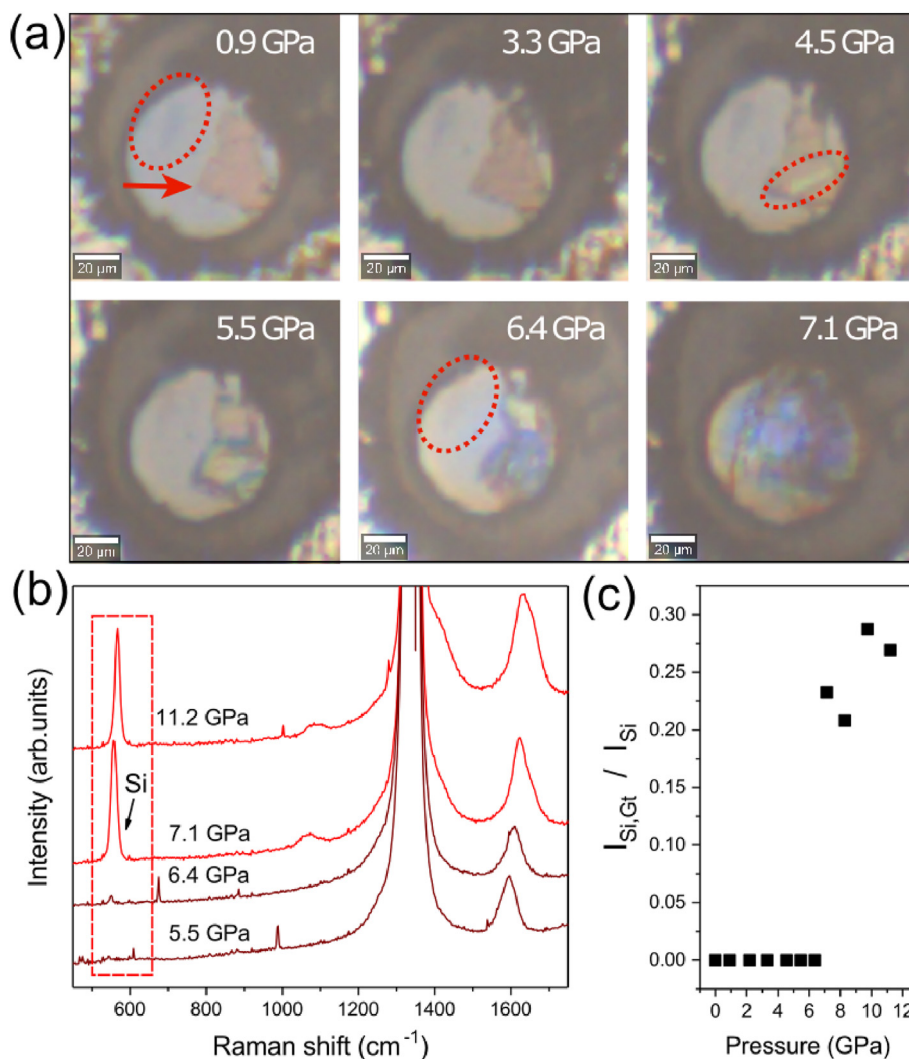 (a)
0.9 GPa
3.3 GPa
4.5 GPa
20 μm
20 μm
20 μm
5.5 GPa
6.4 GPa
7.1 GPa
20 μm
20 μm
20 μm
(b)
Intensity (arb.units)
11.2 GPa
Si
7.1 GPa
6.4 GPa
5.5 GPa
600 800 1000 1200 1400 1600
Raman shift (cm⁻¹)
(c)
I_Si,Gt / I_Si
0.30
0.25
0.20
0.15
0.10
0.05
0.00
0 2 4 6 8 10 12
Pressure (GPa)